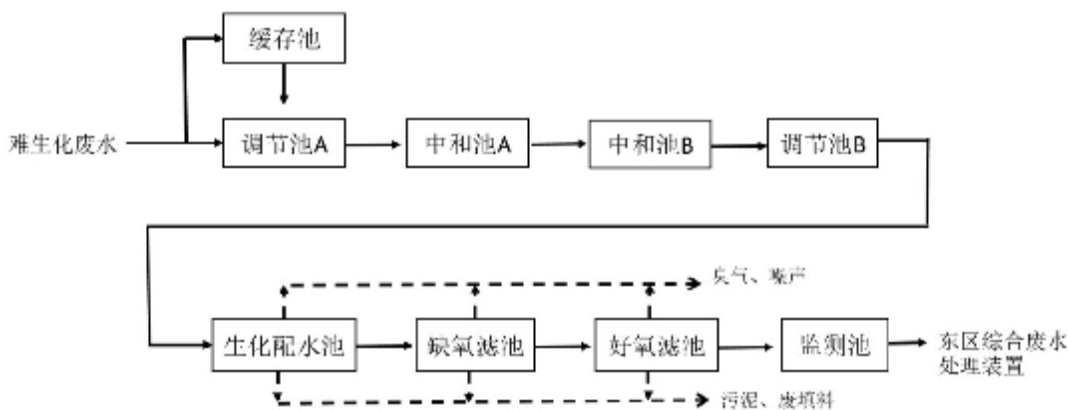 缓存池
难生化废水
调节池A
中和池A
中和池B
调节池B
臭气、噪声
生化配水池
缺氧滤池
好氧滤池
监测池
东区综合废水
处理装置
污泥、废填料